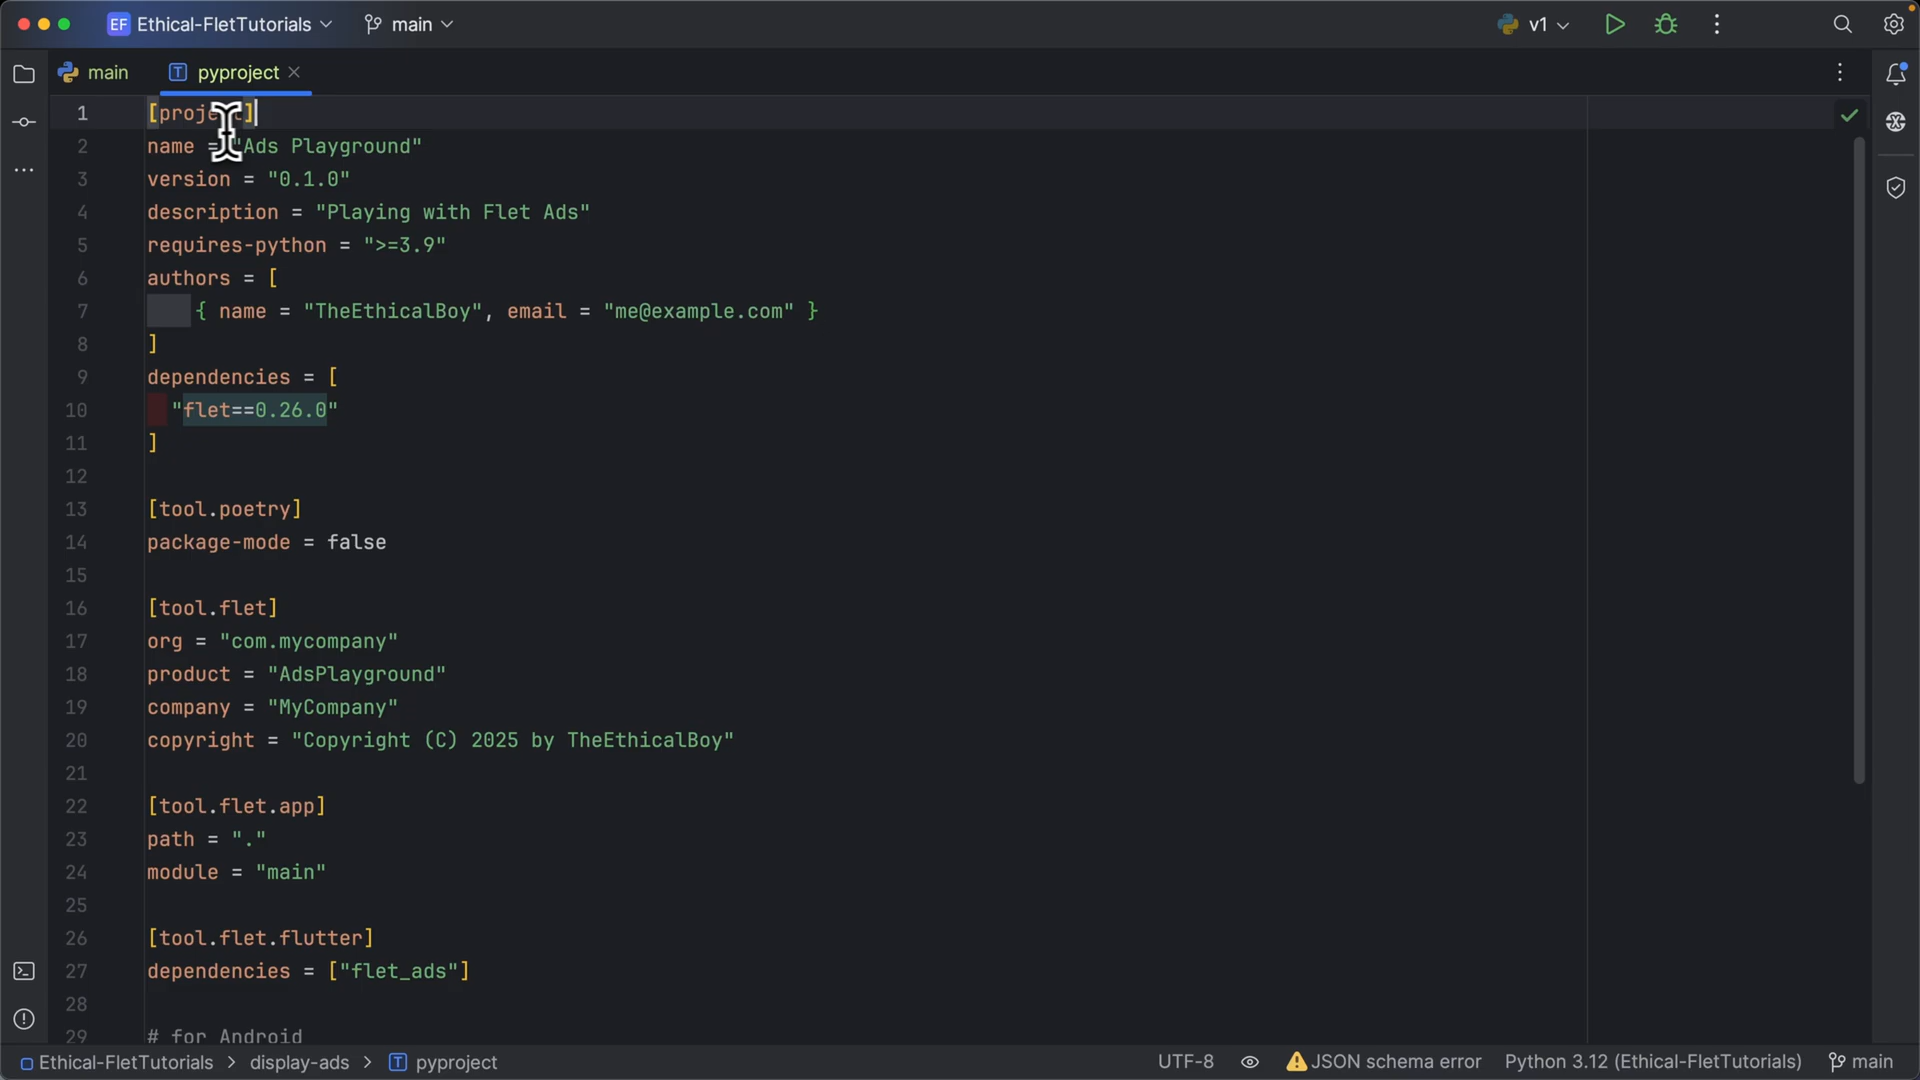 EF Ethical-FletTutorials main v1
main pyproject
1 [project]
2 name = "Ads Playground"
3 version = "0.1.0"
4 description = "Playing with Flet Ads"
5 requires-python = ">=3.9"
6 authors = [
7 { name = "TheEthicalBoy", email = "me@example.com" }
8 ]
9 dependencies = [
10 "flet==0.26.0"
11 ]
12
13 [tool.poetry]
14 package-mode = false
15
16 [tool.flet]
17 org = "com.mycompany"
18 product = "AdsPlayground"
19 company = "MyCompany"
20 copyright = "Copyright (C) 2025 by TheEthicalBoy"
21
22 [tool.flet.app]
23 path = "."
24 module = "main"
25
26 [tool.flet.flutter]
27 dependencies = ["flet_ads"]
28
29 # for Android
Ethical-FletTutorials > display-ads > pyproject UTF-8 JSON schema error Python 3.12 (Ethical-FletTutorials) main